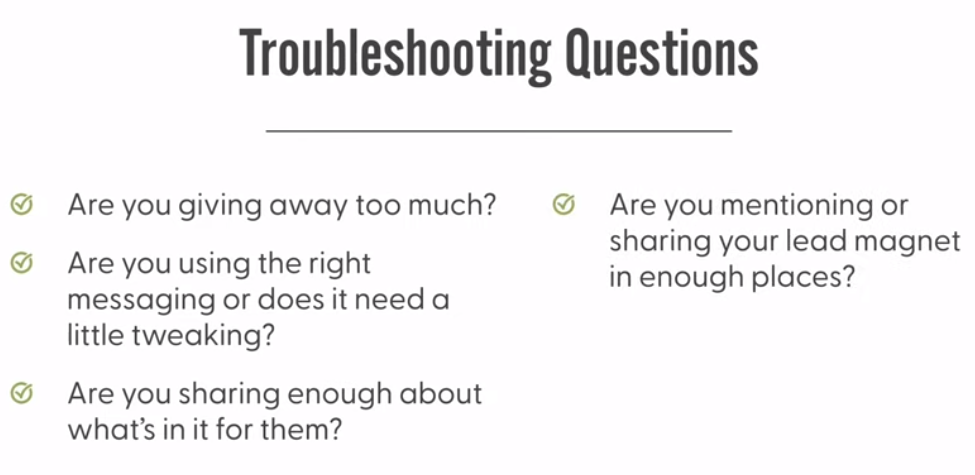 Troubleshooting Questions
Are you giving away too much?
Are you using the right
messaging or does it need a
little tweaking?
Are you sharing enough about
what's in it for them?
Are you mentioning or
sharing your lead magnet
in enough places?